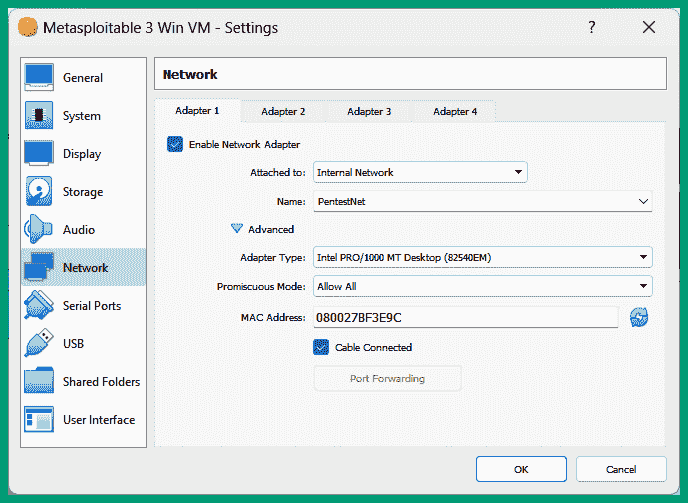 Metasploitable 3 Win VM - Settings
?
General
System
Display
Storage
Audio
Network
Serial Ports
USB
Shared Folders
User Interface
Network
Adapter 1 Adapter 2 Adapter 3 Adapter 4
Enable Network Adapter
Attached to: Internal Network
Name: PentestNet
Advanced
Adapter Type: Intel PRO/1000 MT Desktop (82540EM)
Promiscuous Mode: Allow All
MAC Address: 080027BF3E9C
Cable Connected
Port Forwarding
OK Cancel